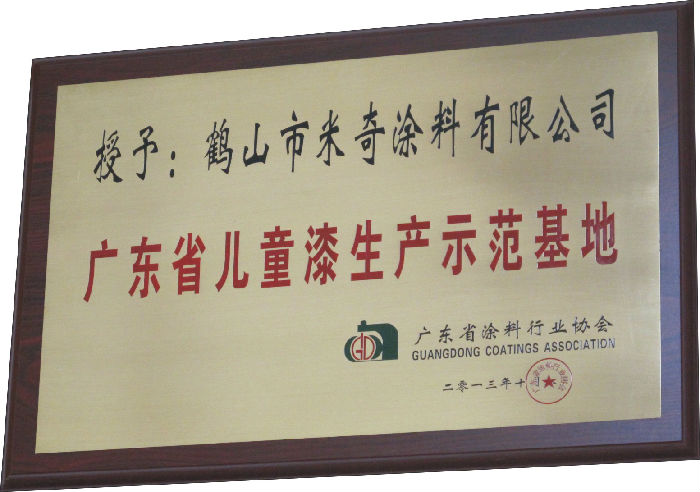 授予：鹤山市米奇涂料有限公司
广东省儿童漆生产示范基地
广东省涂料行业协会
GUANGDONG COATINGS ASSOCIATION
二零一三年十